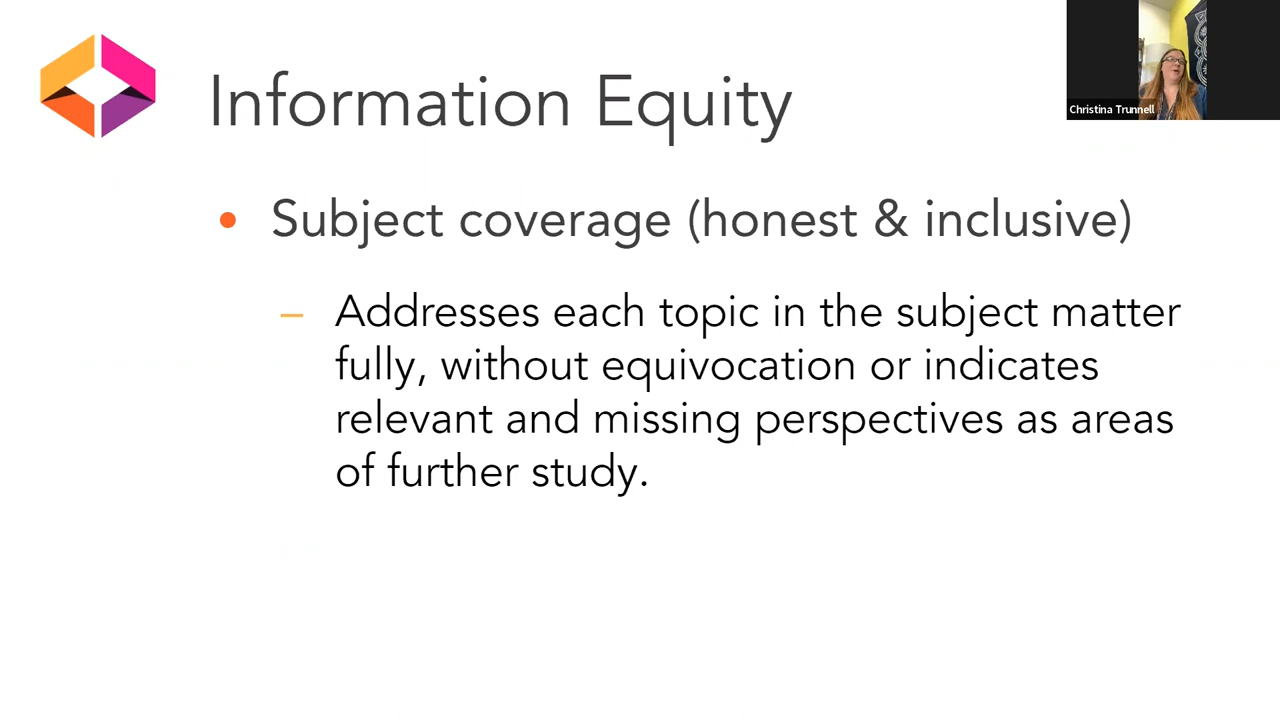 Information Equity
Christina Trunnell
• Subject coverage (honest & inclusive)
– Addresses each topic in the subject matter
fully, without equivocation or indicates
relevant and missing perspectives as areas
of further study.